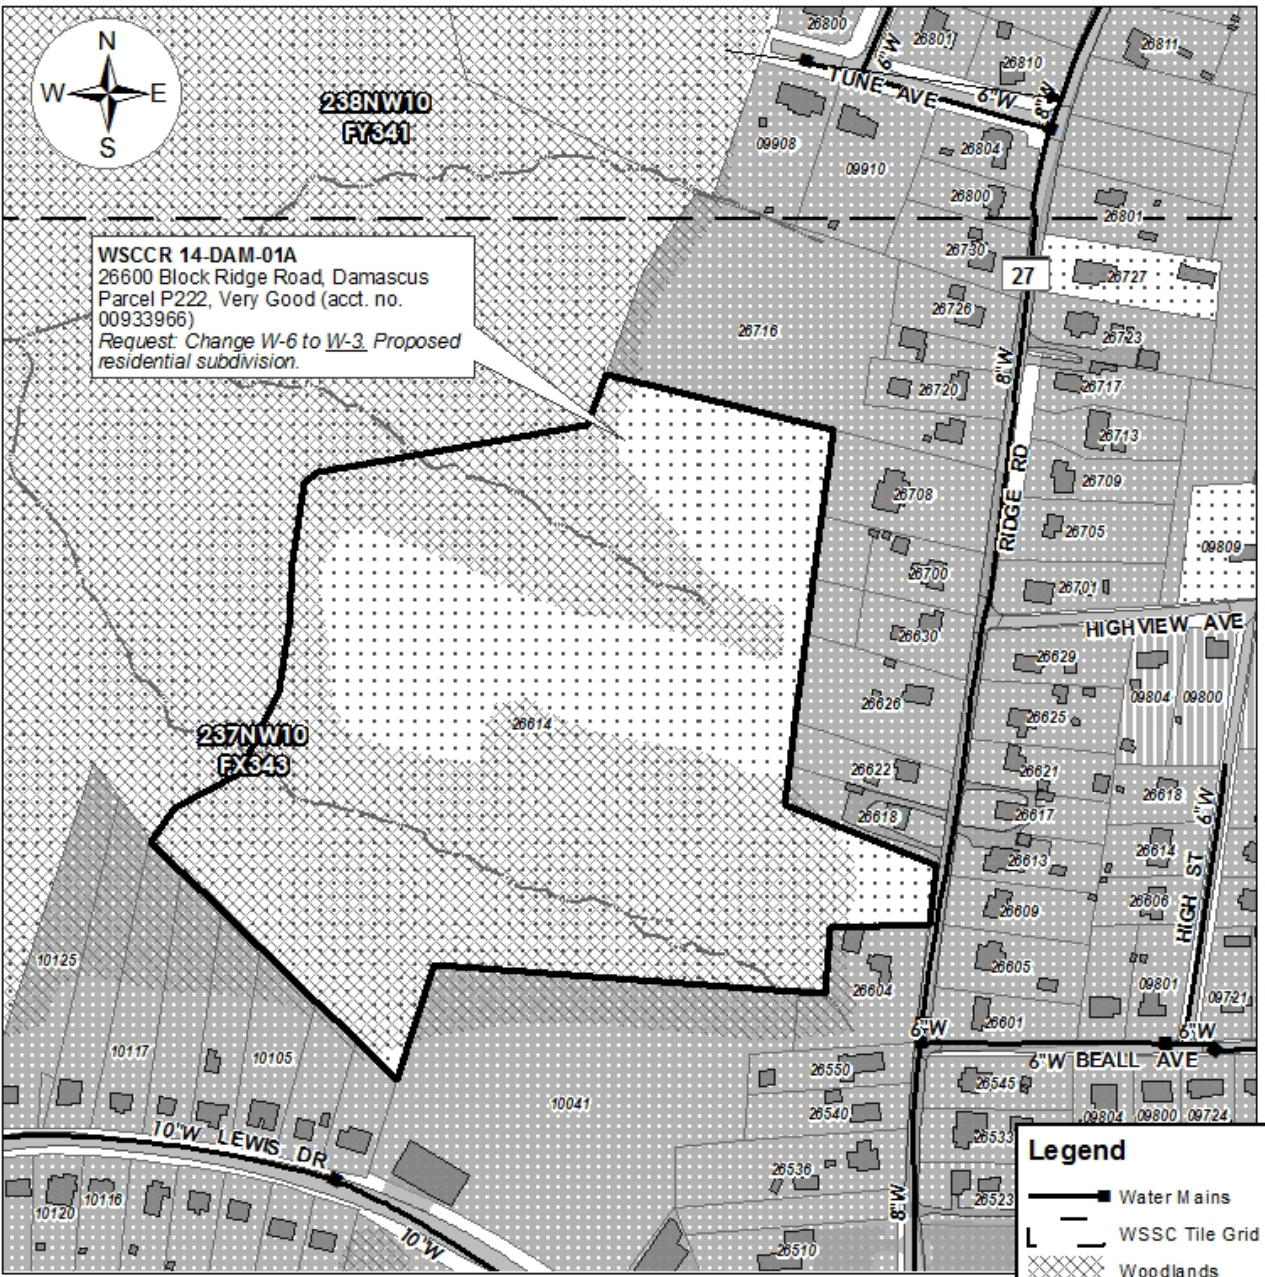 N
W E
S
238NW10
FY341
WSCCR 14-DAM-01A
26600 Block Ridge Road, Damascus
Parcel P222, Very Good (acct. no.
00933966)
Request: Change W-6 to W-3. Proposed
residential subdivision.
237NW10
FX343
26800
26801
26810
26811
6"W
TUNE AVE
6"W
8"W
09908
09910
26804
26800
26801
26730
27
26727
26716
26726
26723
8"W
26720
26717
26713
RIDGE RD
26708
26709
26705
09809
26700
26701
HIGHVIEW AVE
26630
26629
26626
09804
09800
26625
26614
26622
26621
26618
26617
26618
6"W
26613
26614
HIGH ST
26609
26606
26605
26604
09801
09721
26601
10125
6"W
6"W
6"W BEALL AVE
10117
10105
26550
26545
10041
26540
09804
09800
09724
26533
10"W LEWIS DR
26536
26523
8"W
10120
10116
10"W
26510
Legend
Water Mains
WSSC Tile Grid
Woodlands